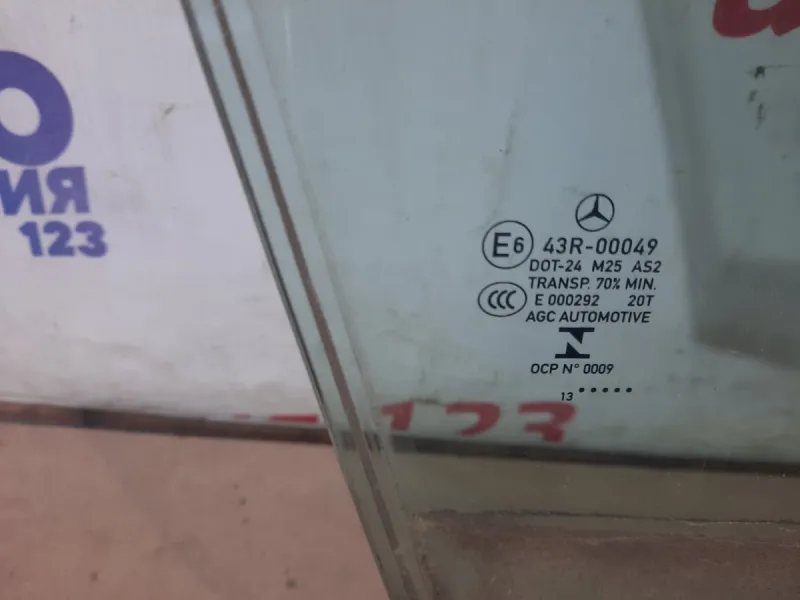 О
ИЯ
123
E6 43R-00049
DOT-24 M25 AS2
TRANSP. 70% MIN.
CCC E 000292 20T
AGC AUTOMOTIVE
N
OCP N° 0009
13 •••••
123